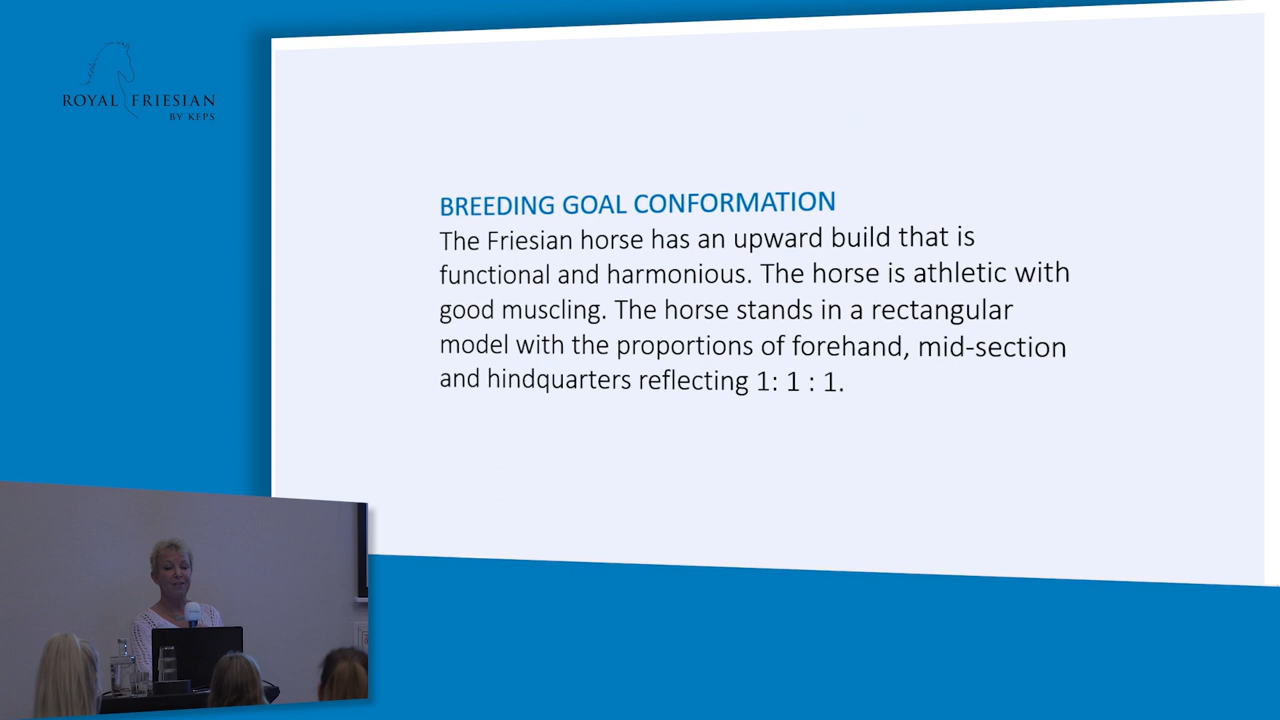 ROYAL FRIESIAN
BY KFPS
BREEDING GOAL CONFORMATION
The Friesian horse has an upward build that is
functional and harmonious. The horse is athletic with
good muscling. The horse stands in a rectangular
model with the proportions of forehand, mid-section
and hindquarters reflecting 1: 1 : 1.